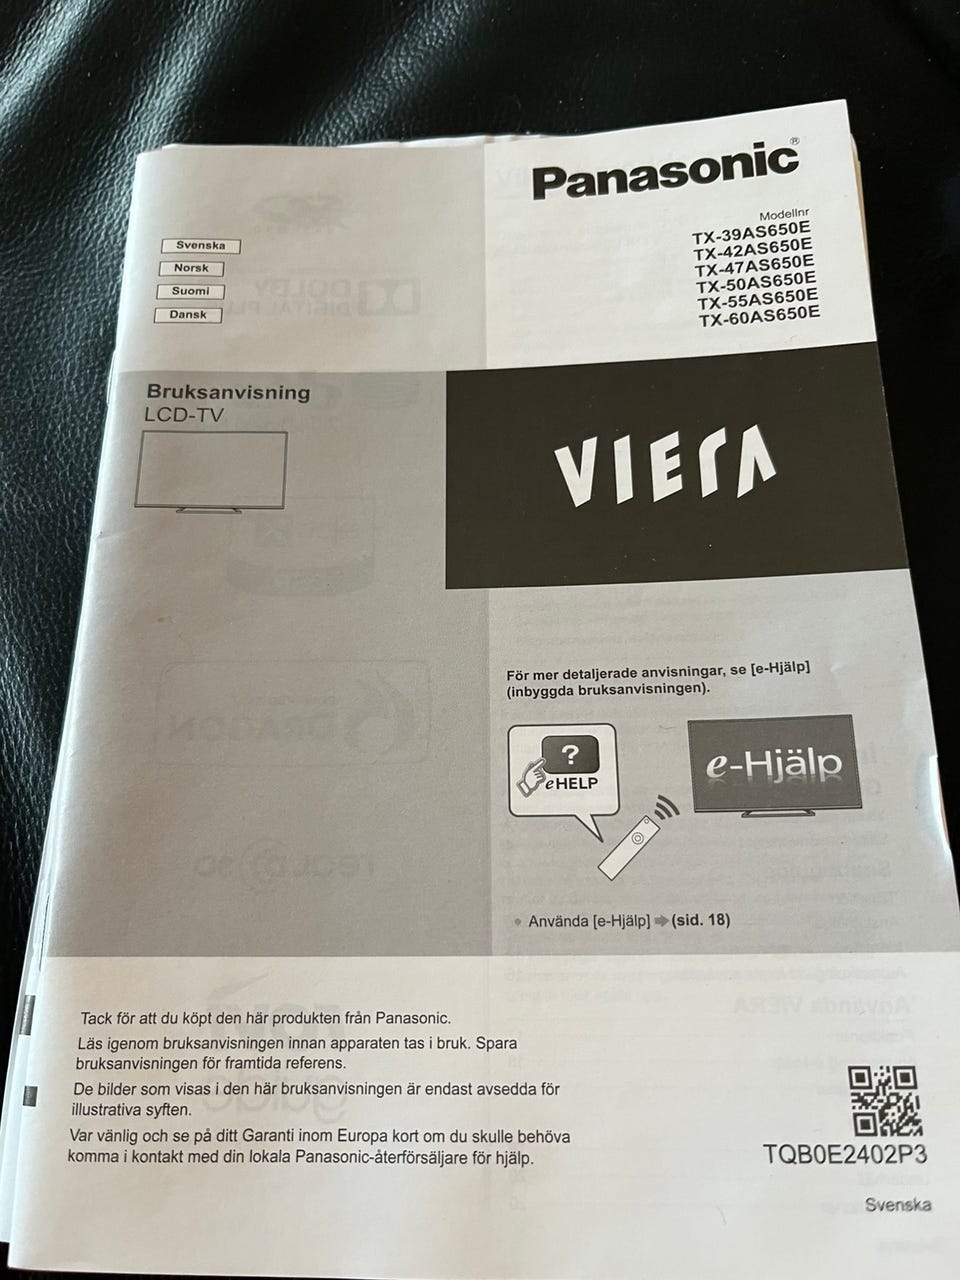 Panasonic®
Modellnr
TX-39AS650E
TX-42AS650E
TX-47AS650E
TX-50AS650E
TX-55AS650E
TX-60AS650E
Svenska
Norsk
Suomi
Dansk
Bruksanvisning
LCD-TV
VIERA
För mer detaljerade anvisningar, se [e-Hjälp]
(inbyggda bruksanvisningen).
?
eHELP
e-Hjälp
• Använda [e-Hjälp] ➡ (sid. 18)
Tack för att du köpt den här produkten från Panasonic.
Läs igenom bruksanvisningen innan apparaten tas i bruk. Spara
bruksanvisningen för framtida referens.
De bilder som visas i den här bruksanvisningen är endast avsedda för
illustrativa syften.
Var vänlig och se på ditt Garanti inom Europa kort om du skulle behöva
komma i kontakt med din lokala Panasonic-återförsäljare för hjälp.
TQB0E2402P3
Svenska